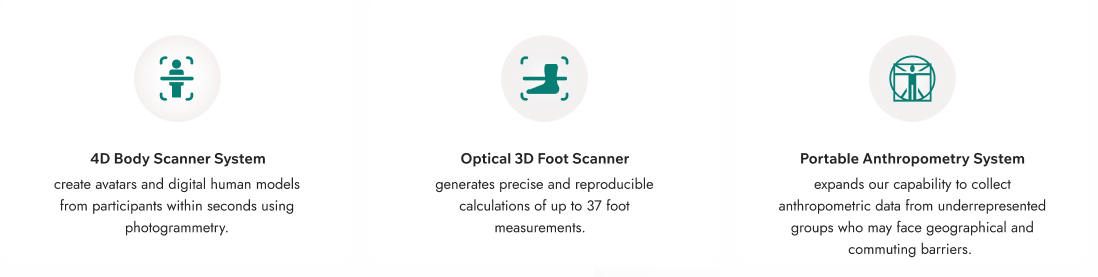 4D Body Scanner System
create avatars and digital human models
from participants within seconds using
photogrammetry.
Optical 3D Foot Scanner
generates precise and reproducible
calculations of up to 37 foot
measurements.
Portable Anthropometry System
expands our capability to collect
anthropometric data from underrepresented
groups who may face geographical and
commuting barriers.